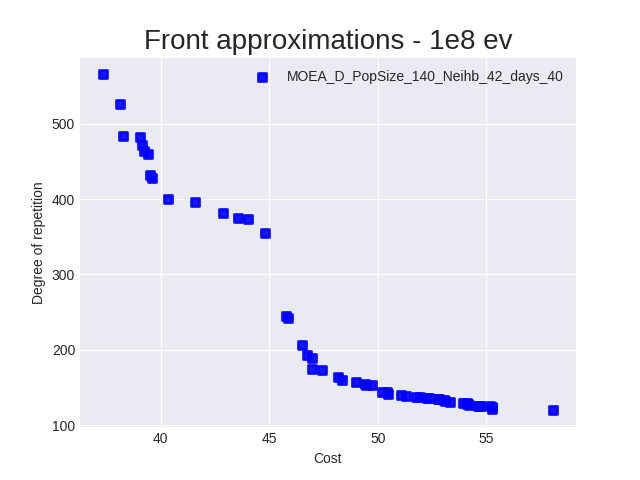 Front approximations - 1e8 ev
MOEA_D_PopSize_140_Neihb_42_days_40
500
400
300
200
100
Degree of repetition
40 45 50 55
Cost